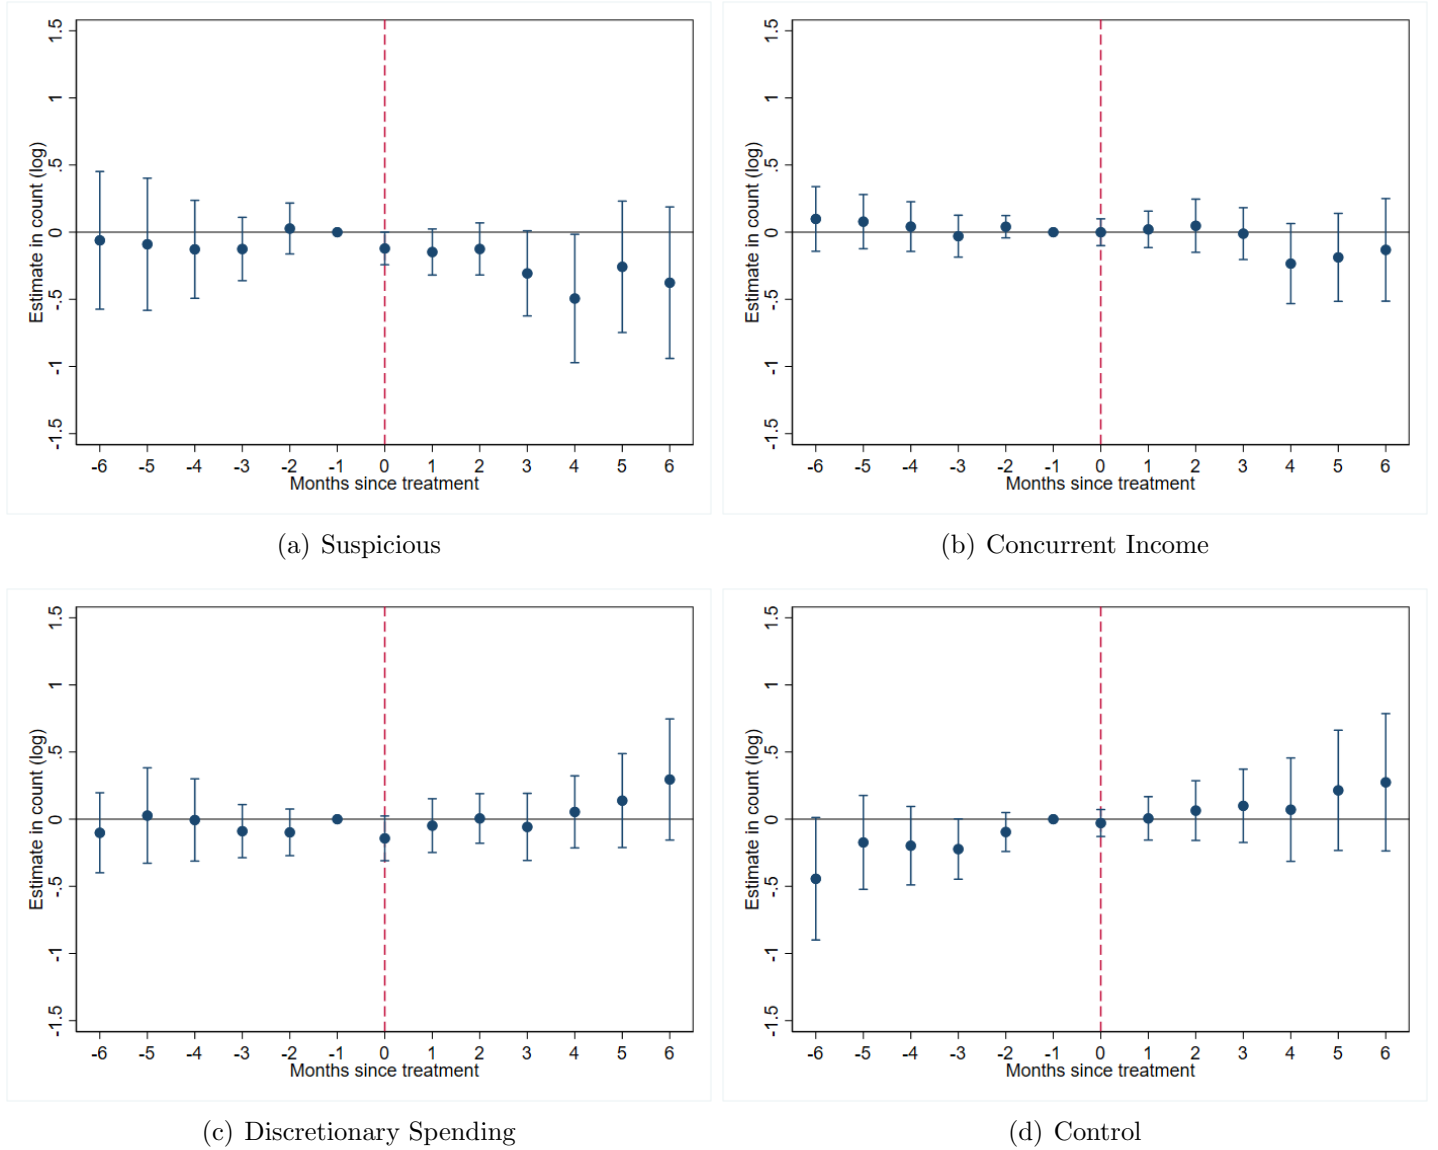 1.5
1
.5
0
-.5
-1
-1.5
Estimate in count (log)
-6 -5 -4 -3 -2 -1 0 1 2 3 4 5 6
Months since treatment
(a) Suspicious
1.5
1
.5
0
-.5
-1
-1.5
Estimate in count (log)
-6 -5 -4 -3 -2 -1 0 1 2 3 4 5 6
Months since treatment
(b) Concurrent Income
1.5
1
.5
0
-.5
-1
-1.5
Estimate in count (log)
-6 -5 -4 -3 -2 -1 0 1 2 3 4 5 6
Months since treatment
(c) Discretionary Spending
1.5
1
.5
0
-.5
-1
-1.5
Estimate in count (log)
-6 -5 -4 -3 -2 -1 0 1 2 3 4 5 6
Months since treatment
(d) Control